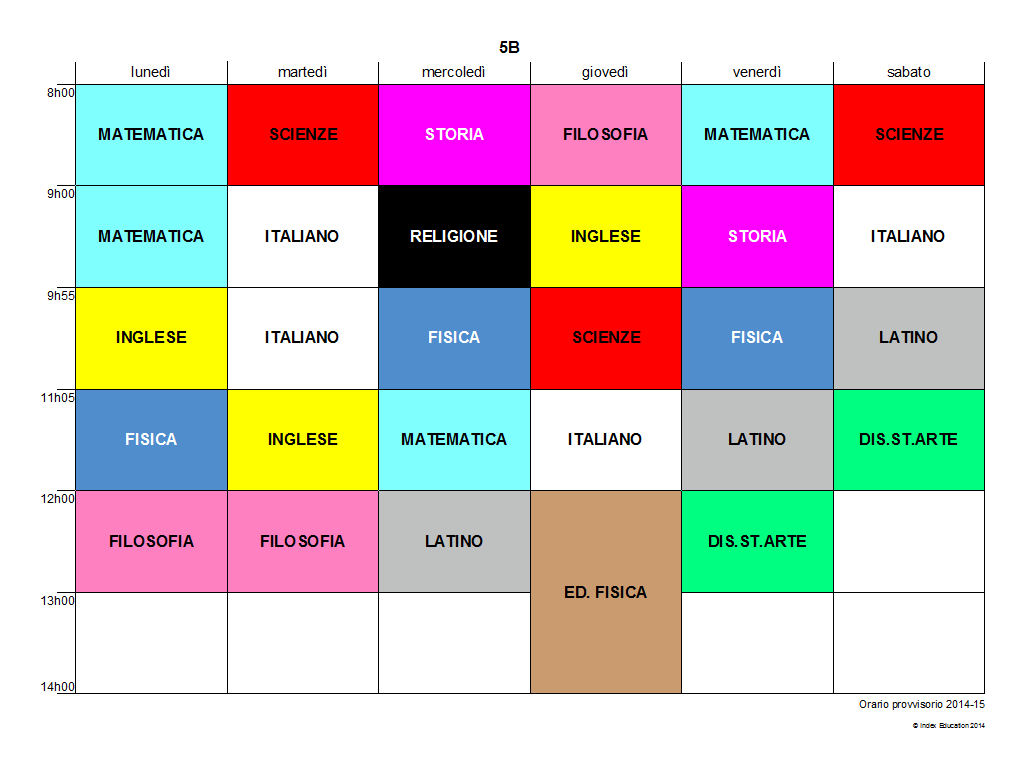 5B
lunedì martedì mercoledì giovedì venerdì sabato
8h00
MATEMATICA SCIENZE STORIA FILOSOFIA MATEMATICA SCIENZE
9h00
MATEMATICA ITALIANO RELIGIONE INGLESE STORIA ITALIANO
9h55
INGLESE ITALIANO FISICA SCIENZE FISICA LATINO
11h05
FISICA INGLESE MATEMATICA ITALIANO LATINO DIS.ST.ARTE
12h00
FILOSOFIA FILOSOFIA LATINO DIS.ST.ARTE
ED. FISICA
13h00
14h00
Orario provvisorio 2014-15
© Index Education 2014